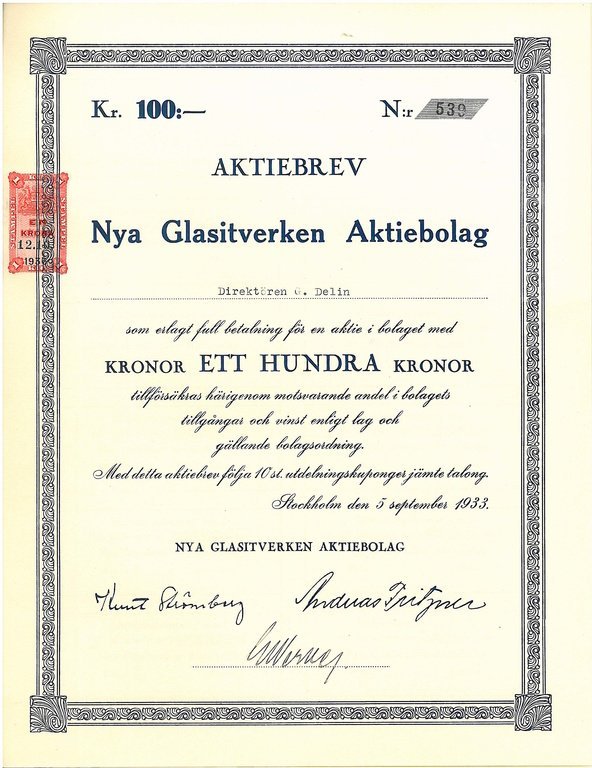 Kr. 100:—
N:r 539
AKTIEBREV
Nya Glasitverken Aktiebolag
EN
KRONA
12.10
Direktören G. Delin
som erlagt full betalning för en aktie i bolaget med
KRONOR ETT HUNDRA KRONOR
tillförsäkras härigenom motsvarande andel i bolagets
tillgångar och vinst enligt lag och
gällande bolagsordning.
Med detta aktiebrev följa 10 st. utdelningskuponger jämte talong.
Stockholm den 5 september 1933.
NYA GLASITVERKEN AKTIEBOLAG
Knut Strömberg Andreas Fritzner